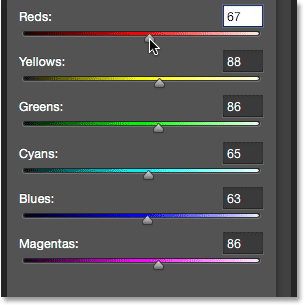 Reds: 67
Yellows: 88
Greens: 86
Cyans: 65
Blues: 63
Magentas: 86